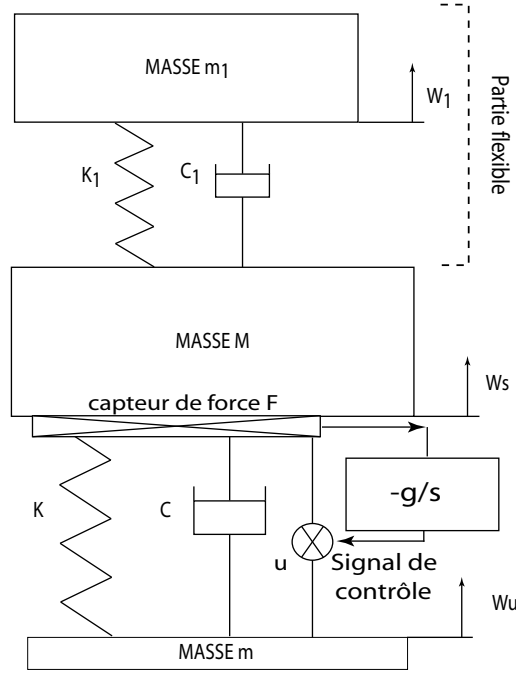 MASSE m1
W1
Partie flexible
K1
C1
MASSE M
Ws
capteur de force F
-g/s
K
C
u
Signal de
contrôle
Wu
MASSE m